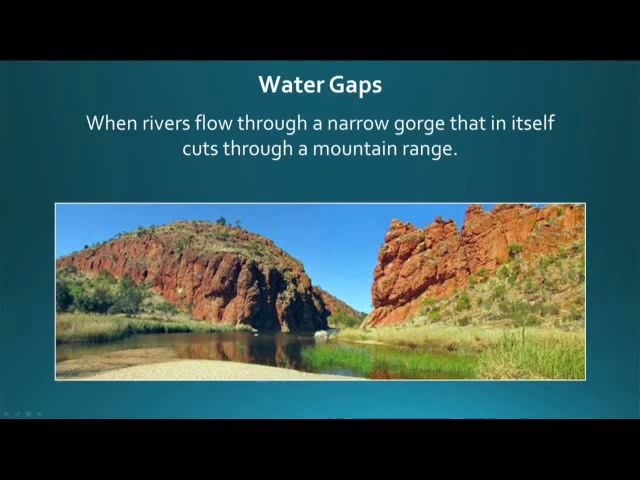 Water Gaps
When rivers flow through a narrow gorge that in itself
cuts through a mountain range.